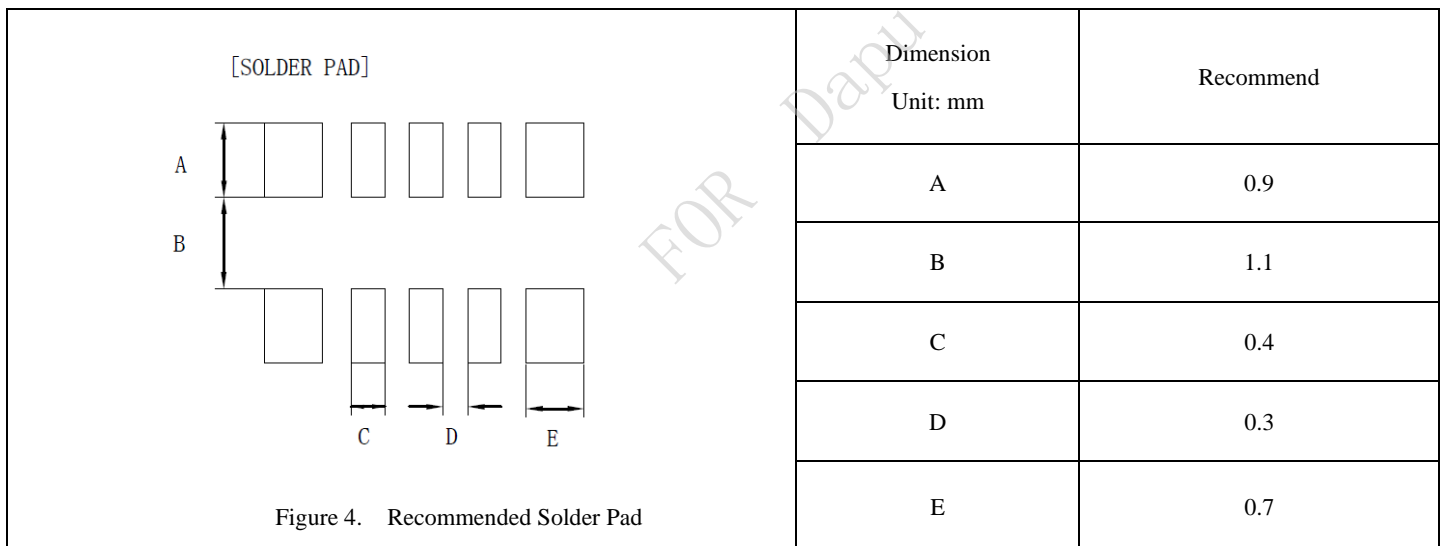 [SOLDER PAD]
A
B
C D E
Figure 4. Recommended Solder Pad
Dimension
Unit: mm
Recommend
A 0.9
B 1.1
C 0.4
D 0.3
E 0.7
FOR Dapu